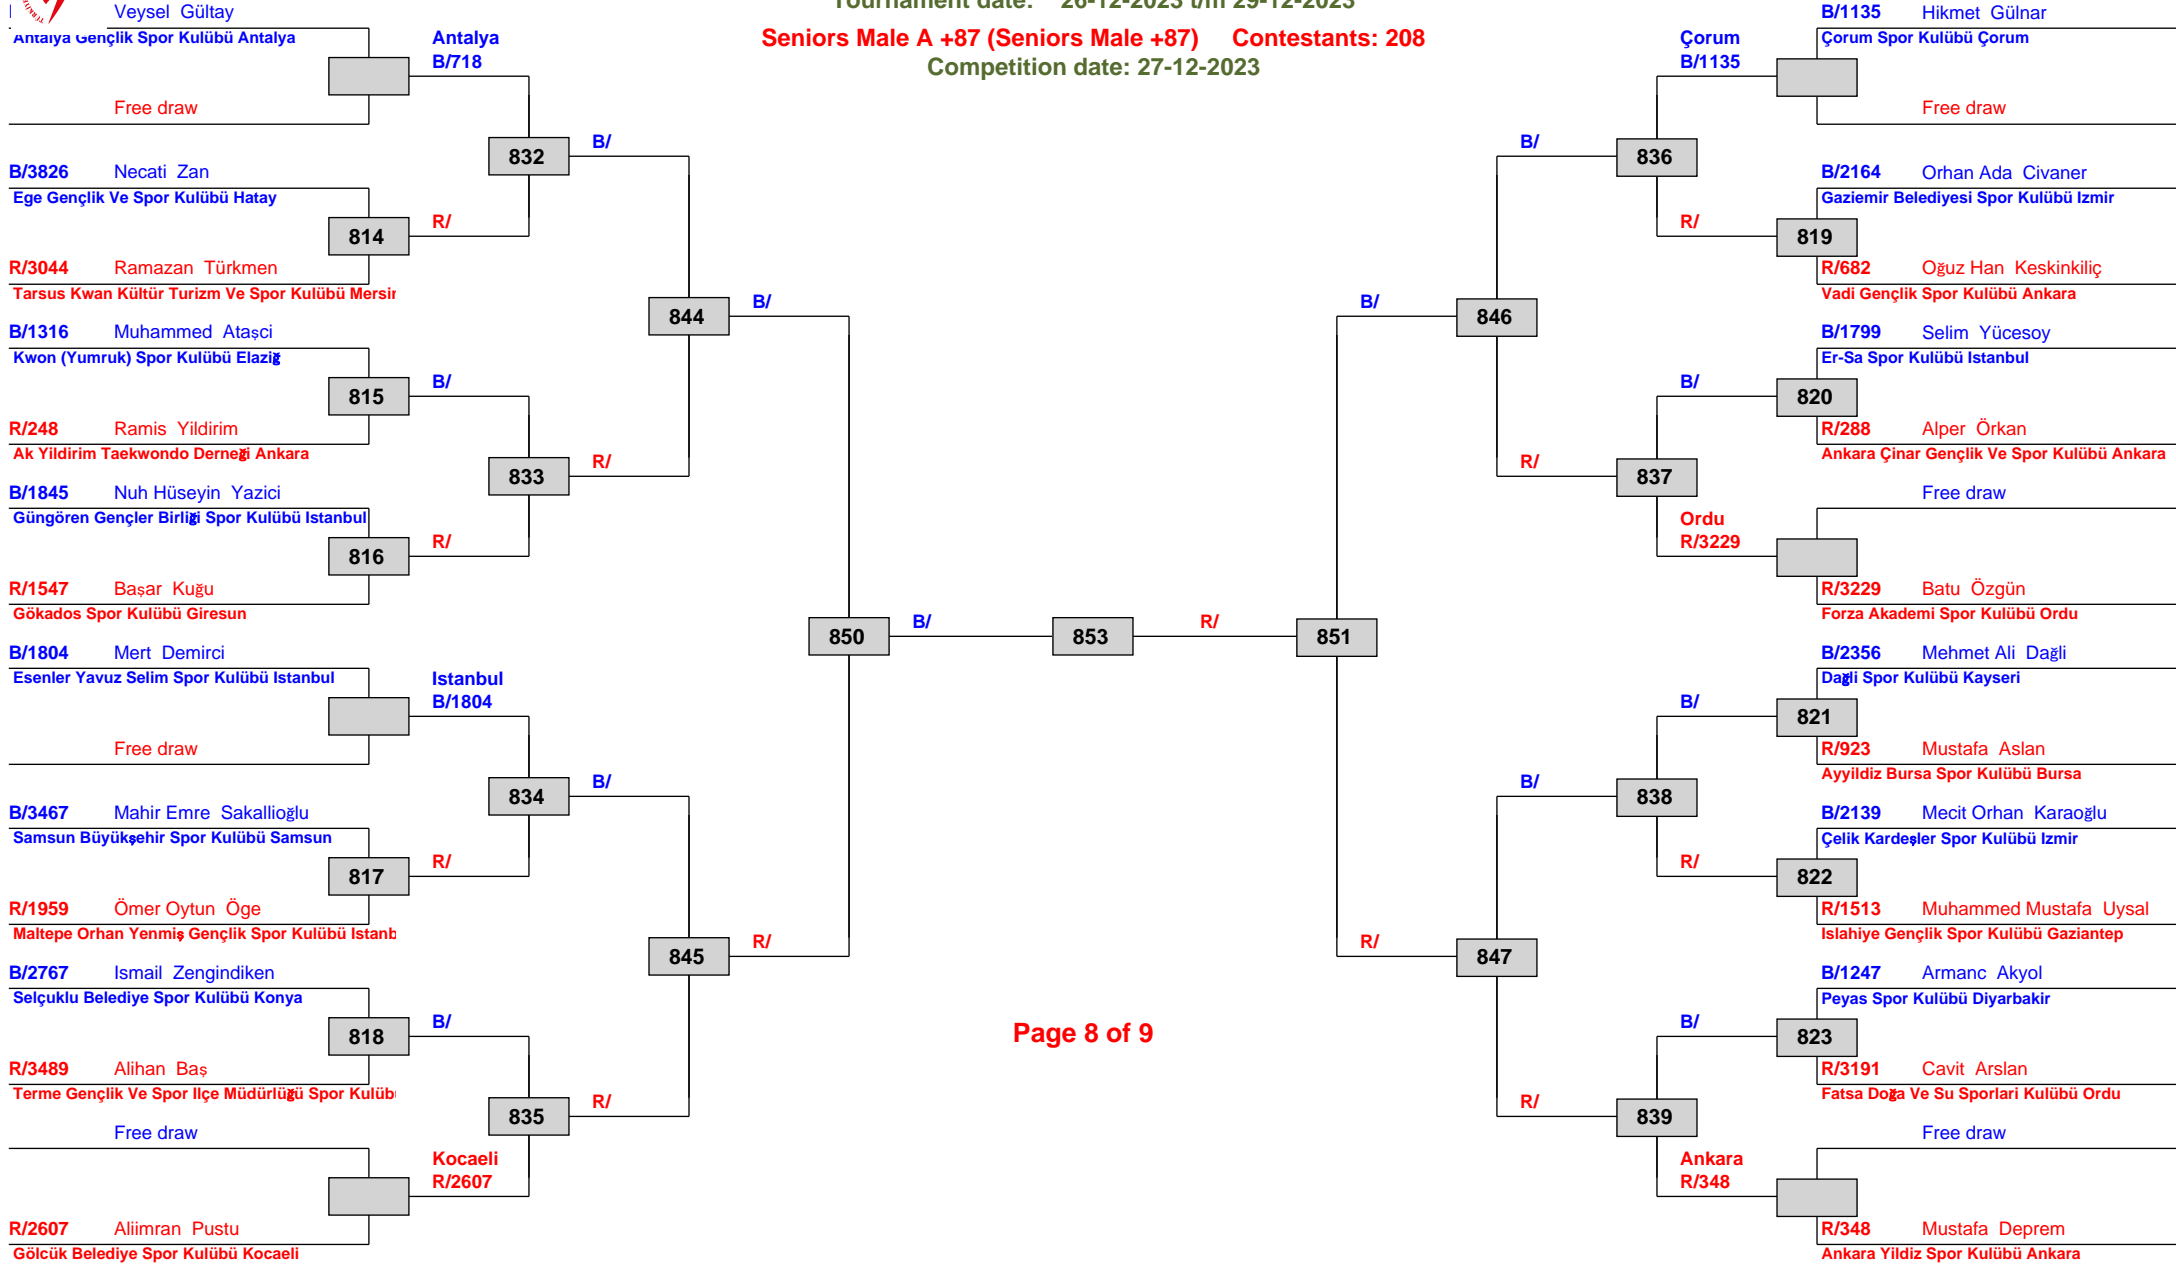 Tournament date: 26-12-2023 t/m 29-12-2023
Seniors Male A +87 (Seniors Male +87) Contestants: 208
Competition date: 27-12-2023
Veysel Gültay
Antalya Gençlik Spor Kulübü Antalya
Free draw
Antalya
B/718
B/3826 Necati Zan
Ege Gençlik Ve Spor Kulübü Hatay
814
R/3044 Ramazan Türkmen
Tarsus Kwan Kültür Turizm Ve Spor Kulübü Mersin
R/
832
B/
B/1316 Muhammed Ataşci
Kwon (Yumruk) Spor Kulübü Elaziğ
815
R/248 Ramis Yildirim
Ak Yildirim Taekwondo Derneği Ankara
B/
833
R/
B/1845 Nuh Hüseyin Yazici
Güngören Gençler Birliği Spor Kulübü Istanbul
816
R/1547 Başar Kuğu
Gökados Spor Kulübü Giresun
R/
844
B/
B/1804 Mert Demirci
Esenler Yavuz Selim Spor Kulübü Istanbul
Free draw
Istanbul
B/1804
834
B/
B/3467 Mahir Emre Sakallioğlu
Samsun Büyükşehir Spor Kulübü Samsun
817
R/1959 Ömer Oytun Öge
Maltepe Orhan Yenmiş Gençlik Spor Kulübü Istanb
R/
845
R/
B/2767 Ismail Zengindiken
Selçuklu Belediye Spor Kulübü Konya
818
R/3489 Alihan Baş
Terme Gençlik Ve Spor Ilçe Müdürlüğü Spor Kulüb
B/
835
R/
Free draw
Kocaeli
R/2607
R/2607 Aliimran Pustu
Gölcük Belediye Spor Kulübü Kocaeli
850
B/
853
R/
851
Page 8 of 9
B/1135 Hikmet Gülnar
Çorum Spor Kulübü Çorum
Free draw
Çorum
B/1135
836
B/
B/2164 Orhan Ada Civaner
Gaziemir Belediyesi Spor Kulübü Izmir
819
R/682 Oğuz Han Keskinkiliç
Vadi Gençlik Spor Kulübü Ankara
R/
846
B/
B/1799 Selim Yücesoy
Er-Sa Spor Kulübü Istanbul
820
R/288 Alper Örkan
Ankara Çinar Gençlik Ve Spor Kulübü Ankara
B/
837
R/
Free draw
Ordu
R/3229
R/3229 Batu Özgün
Forza Akademi Spor Kulübü Ordu
B/2356 Mehmet Ali Dağli
Dağli Spor Kulübü Kayseri
821
R/923 Mustafa Aslan
Ayyildiz Bursa Spor Kulübü Bursa
B/
838
B/
B/2139 Mecit Orhan Karaoğlu
Çelik Kardeşler Spor Kulübü Izmir
822
R/1513 Muhammed Mustafa Uysal
Islahiye Gençlik Spor Kulübü Gaziantep
R/
847
R/
B/1247 Armanc Akyol
Peyas Spor Kulübü Diyarbakir
823
R/3191 Cavit Arslan
Fatsa Doğa Ve Su Sporlari Kulübü Ordu
B/
839
R/
Free draw
Ankara
R/348
R/348 Mustafa Deprem
Ankara Yildiz Spor Kulübü Ankara